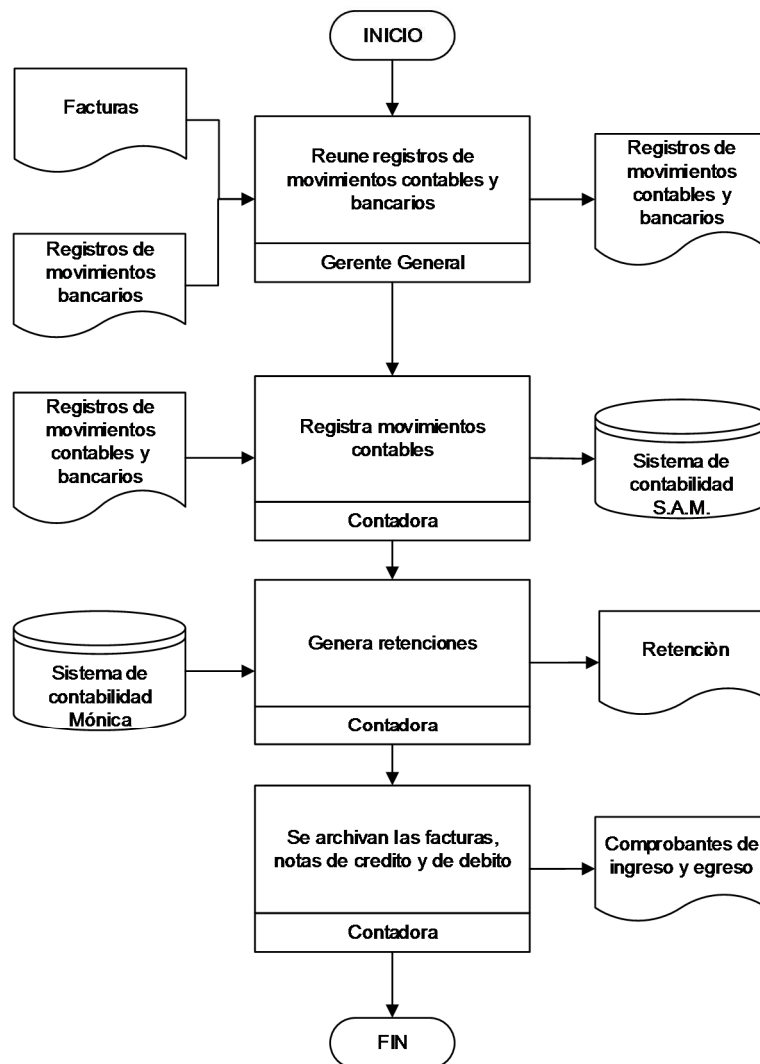 INICIO
Facturas
Reune registros de
movimientos contables y
bancarios
Gerente General
Registros de
movimientos
contables y
bancarios
Registros de
movimientos
bancarios
Registros de
movimientos
contables y
bancarios
Registra movimientos
contables
Contadora
Sistema de
contabilidad
S.A.M.
Sistema de
contabilidad
Mónica
Genera retenciones
Contadora
Retenciòn
Se archivan las facturas,
notas de credito y de debito
Contadora
Comprobantes de
ingreso y egreso
FIN